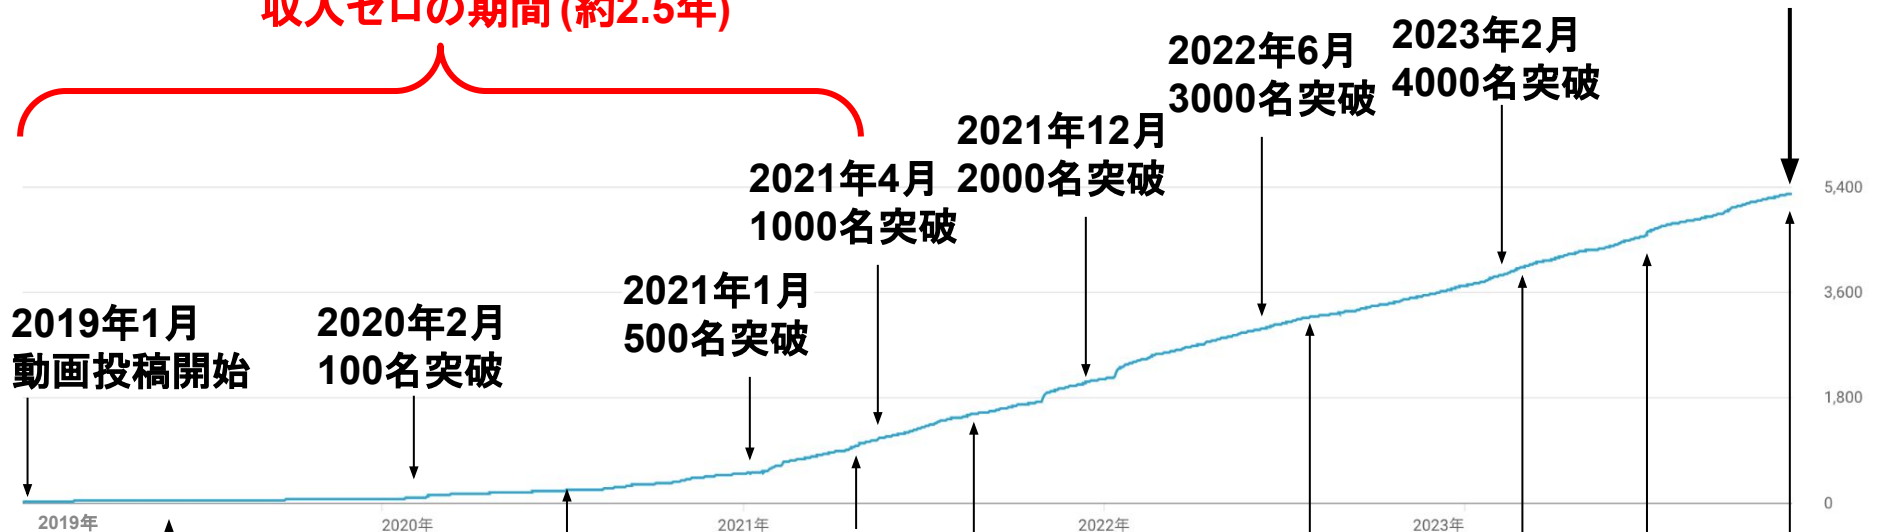 収入ゼロの期間 (約2.5年)
2023年2月
4000名突破
2022年6月
3000名突破
2021年12月
2000名突破
2021年4月
1000名突破
2021年1月
500名突破
2020年2月
100名突破
2019年1月
動画投稿開始
5,400
3,600
1,800
0
2019年
2020年
2021年
2022年
2023年